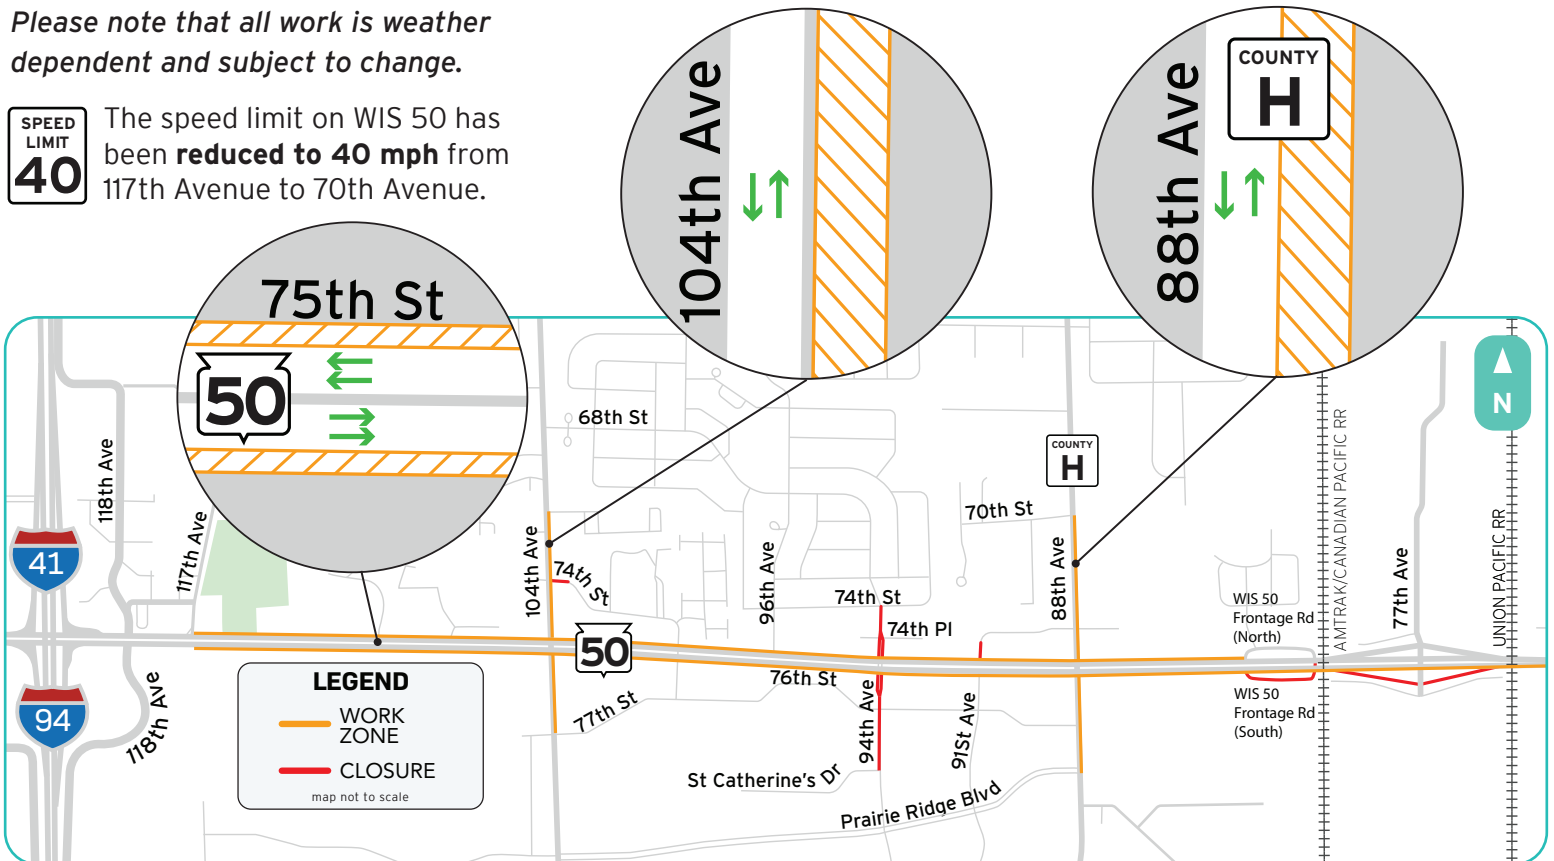 Please note that all work is weather
dependent and subject to change.
SPEED
LIMIT
40
The speed limit on WIS 50 has
been reduced to 40 mph from
117th Avenue to 70th Avenue.
104th Ave
88th Ave
COUNTY
H
75th St
50
68th St
COUNTY
H
118th Ave
117th Ave
104th Ave
74th St
96th Ave
70th St
88th Ave
74th St
74th Pl
AMTRAK/CANADIAN PACIFIC RR
77th Ave
UNION PACIFIC RR
N
41
94
118th Ave
50
76th St
77th St
94th Ave
91St Ave
WIS 50
Frontage Rd
(North)
WIS 50
Frontage Rd
(South)
St Catherine's Dr
Prairie Ridge Blvd
LEGEND
WORK
ZONE
CLOSURE
map not to scale